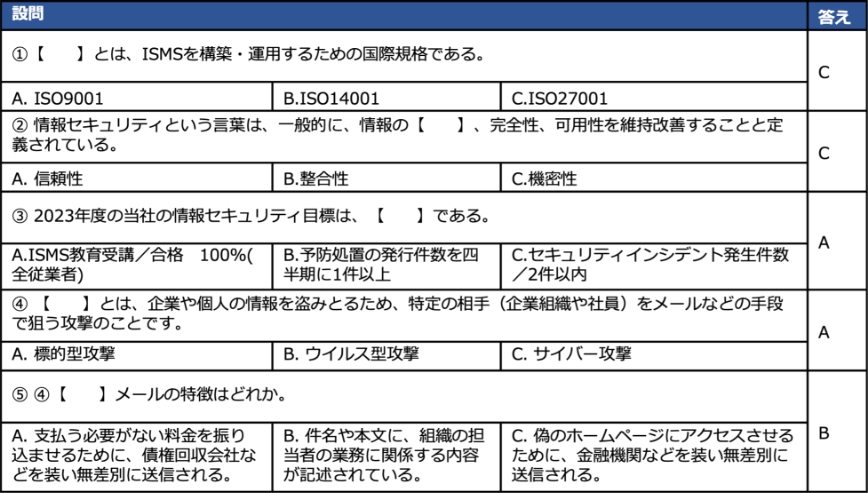 設問 答え
①【　　】とは、ISMSを構築・運用するための国際規格である。
C
A. ISO9001 B.ISO14001 C.ISO27001
② 情報セキュリティという言葉は、一般的に、情報の【　　】、完全性、可用性を維持改善することと定
義されている。
C
A. 信頼性 B.整合性 C.機密性
③ 2023年度の当社の情報セキュリティ目標は、【　　】である。
A
A.ISMS教育受講／合格　100%(
全従業者)
B.予防処置の発行件数を四
半期に1件以上
C.セキュリティインシデント発生件数
／2件以内
④ 【　　】とは、企業や個人の情報を盗みとるため、特定の相手（企業組織や社員）をメールなどの手段
で狙う攻撃のことです。
A
A. 標的型攻撃 B. ウイルス型攻撃 C. サイバー攻撃
⑤ ④【　　】メールの特徴はどれか。
B
A. 支払う必要がない料金を振り
込ませるために、債権回収会社な
どを装い無差別に送信される。
B. 件名や本文に、組織の担
当者の業務に関係する内容
が記述されている。
C. 偽のホームページにアクセスさせる
ために、金融機関などを装い無差別に
送信される。